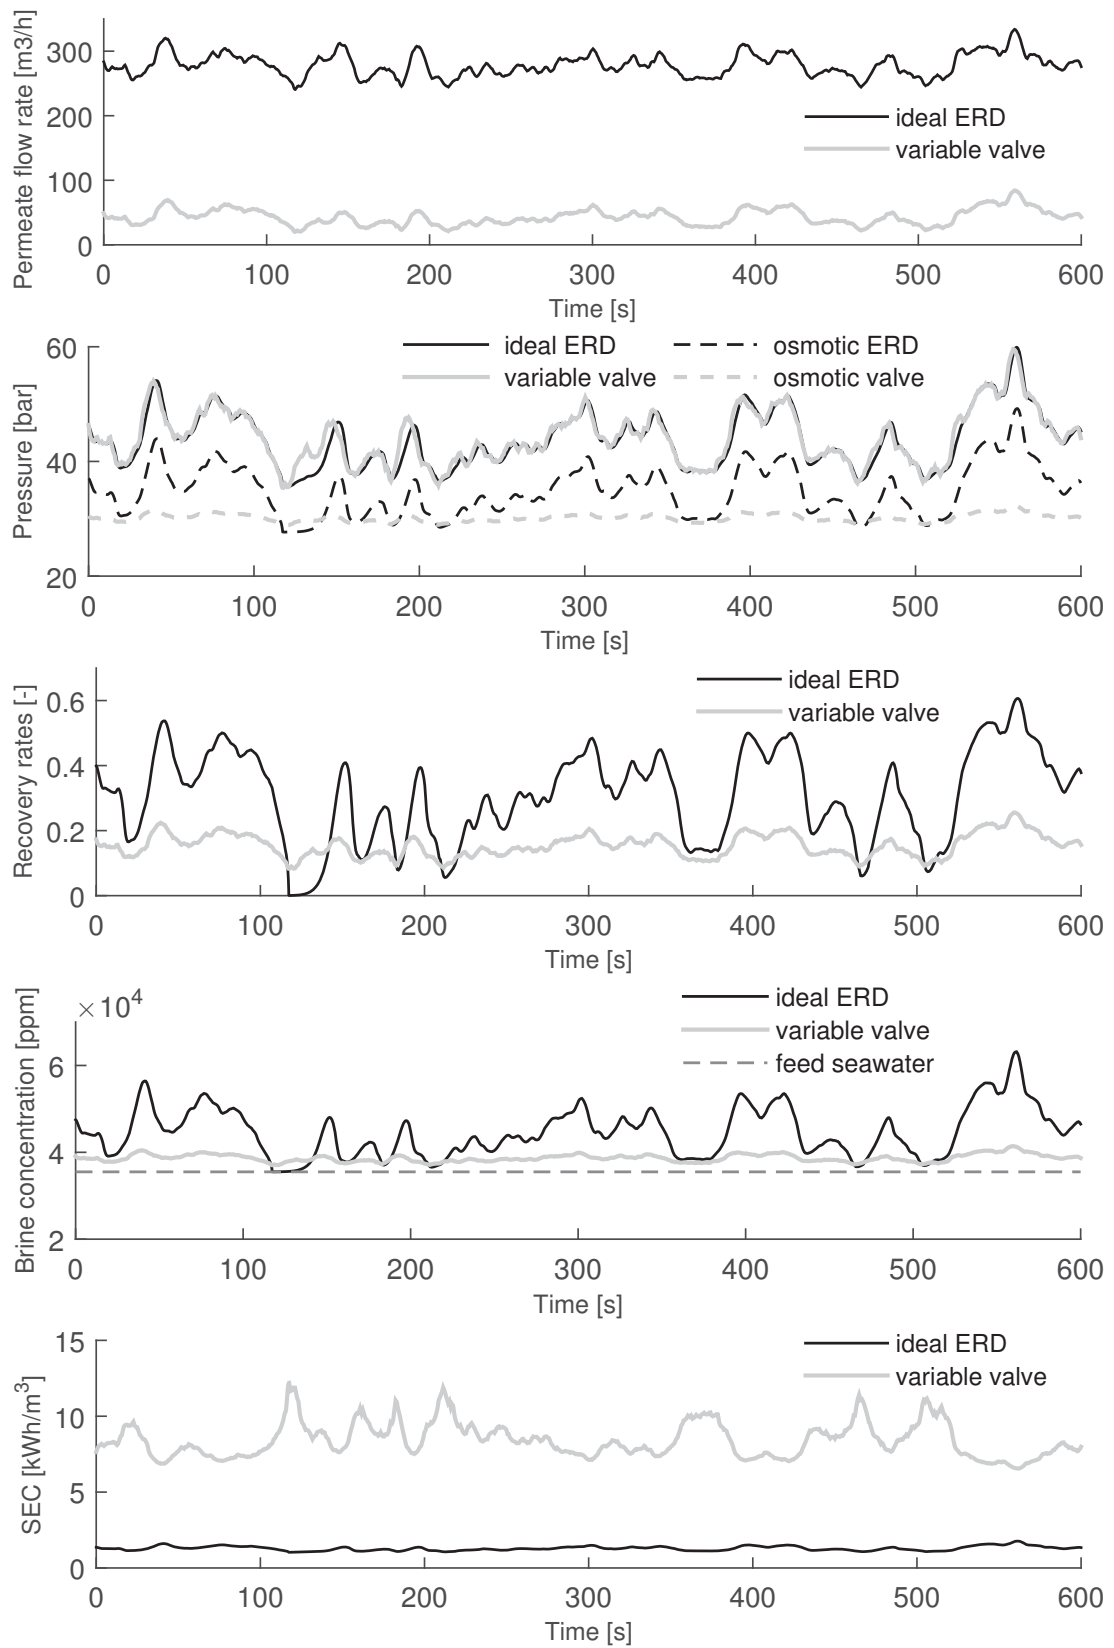 Permeate flow rate [m3/h]
300
200
100
0
ideal ERD
variable valve
0 100 200 300 400 500 600
Time [s]
Pressure [bar]
60
40
20
ideal ERD osmotic ERD
variable valve osmotic valve
0 100 200 300 400 500 600
Time [s]
Recovery rates [-]
0.6
0.4
0.2
0
ideal ERD
variable valve
0 100 200 300 400 500 600
Time [s]
Brine concentration [ppm]
×10⁴
6
4
2
ideal ERD
variable valve
feed seawater
0 100 200 300 400 500 600
Time [s]
SEC [kWh/m³]
15
10
5
0
ideal ERD
variable valve
0 100 200 300 400 500 600
Time [s]